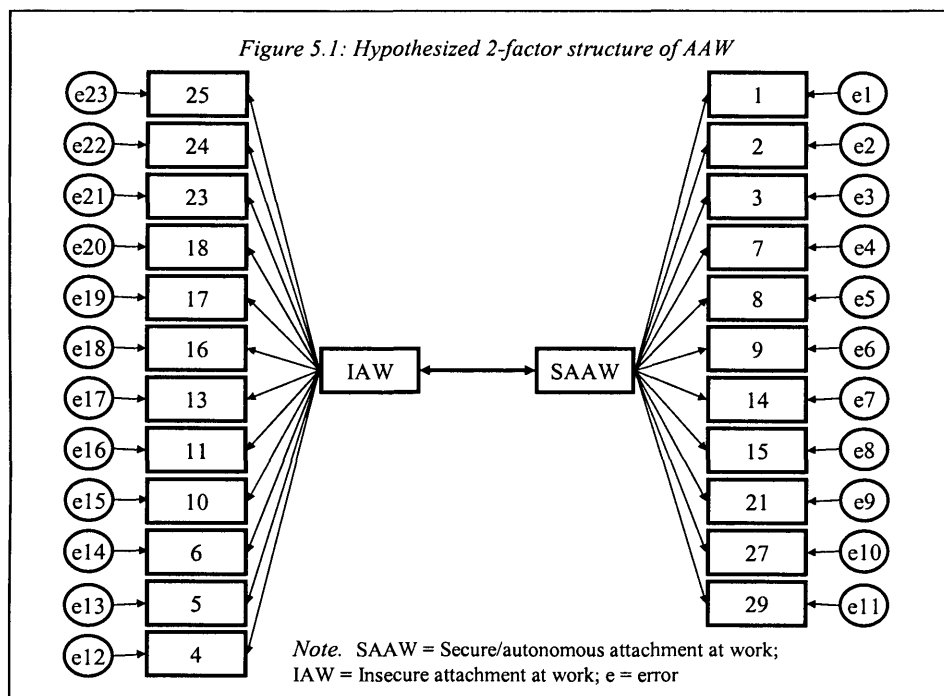 Figure 5.1: Hypothesized 2-factor structure of AAW
e23 25 1 e1
e22 24 2 e2
e21 23 3 e3
e20 18 7 e4
e19 17 8 e5
e18 16 9 e6
IAW SAAW
e17 13 14 e7
e16 11 15 e8
e15 10 21 e9
e14 6 27 e10
e13 5 29 e11
e12 4
Note. SAAW = Secure/autonomous attachment at work;
IAW = Insecure attachment at work; e = error